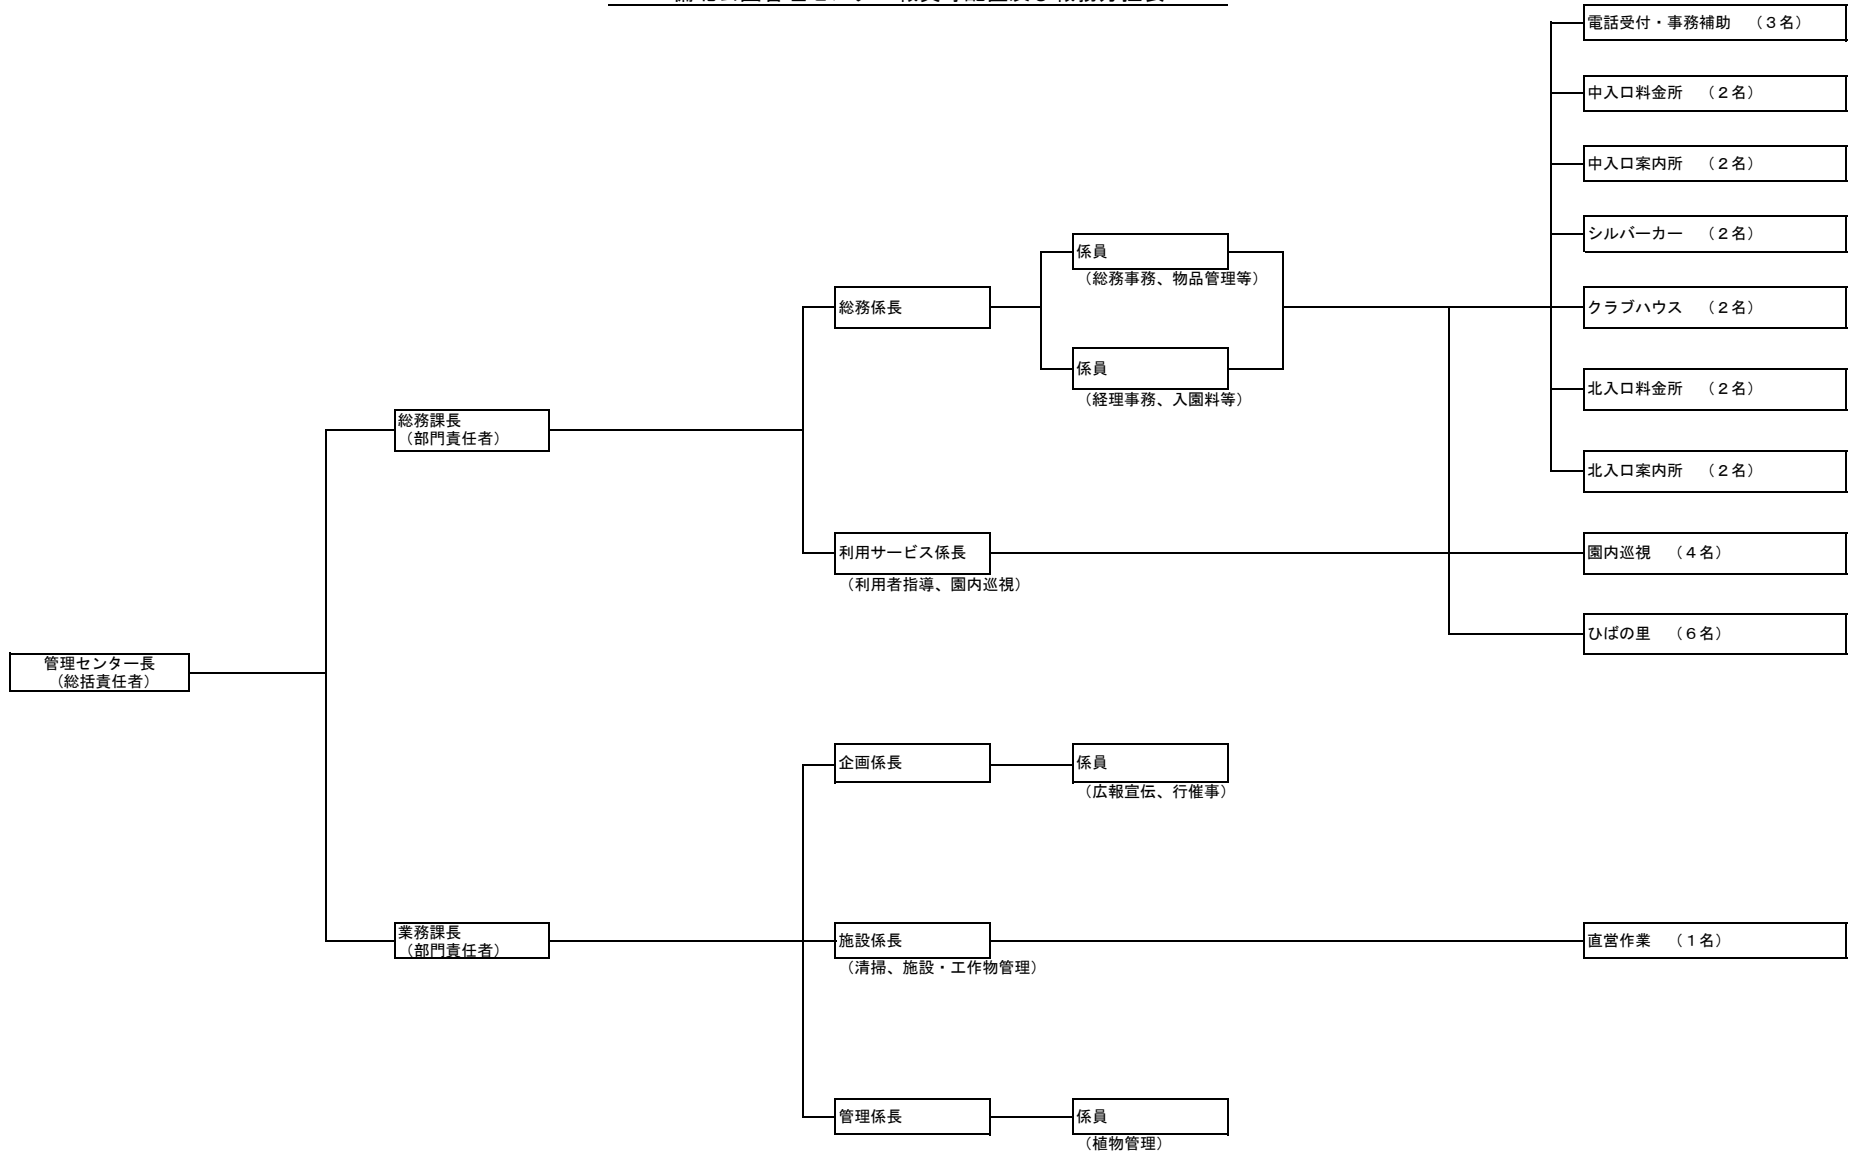 電話受付・事務補助　（３名）
中入口料金所　（２名）
中入口案内所　（２名）
シルバーカー　（２名）
係員
（総務事務、物品管理等）
総務係長
クラブハウス　（２名）
係員
（経理事務、入園料等）
北入口料金所　（２名）
総務課長
（部門責任者）
北入口案内所　（２名）
利用サービス係長
（利用者指導、園内巡視）
園内巡視　（４名）
ひばの里　（６名）
管理センター長
（総括責任者）
企画係長
係員
（広報宣伝、行催事）
業務課長
（部門責任者）
施設係長
（清掃、施設・工作物管理）
直営作業　（１名）
管理係長
係員
（植物管理）